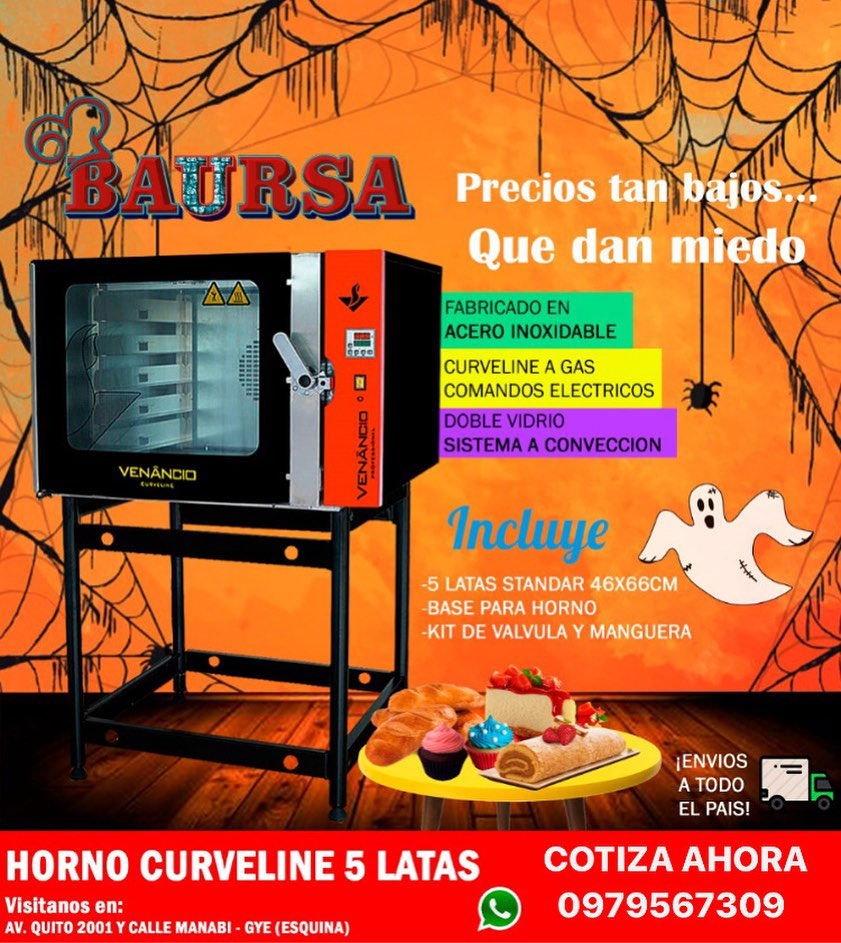 BAURSA
Precios tan bajos...
Que dan miedo
FABRICADO EN
ACERO INOXIDABLE
CURVELINE A GAS
COMANDOS ELECTRICOS
DOBLE VIDRIO
SISTEMA A CONVECCION
VENÂNCIO
CURVELINE
VENÂNCIO
PROFESSIONAL
Incluye
-5 LATAS STANDAR 46X66CM
-BASE PARA HORNO
-KIT DE VALVULA Y MANGUERA
¡ENVIOS
A TODO
EL PAIS!
HORNO CURVELINE 5 LATAS
Visitanos en:
AV. QUITO 2001 Y CALLE MANABI - GYE (ESQUINA)
COTIZA AHORA
0979567309